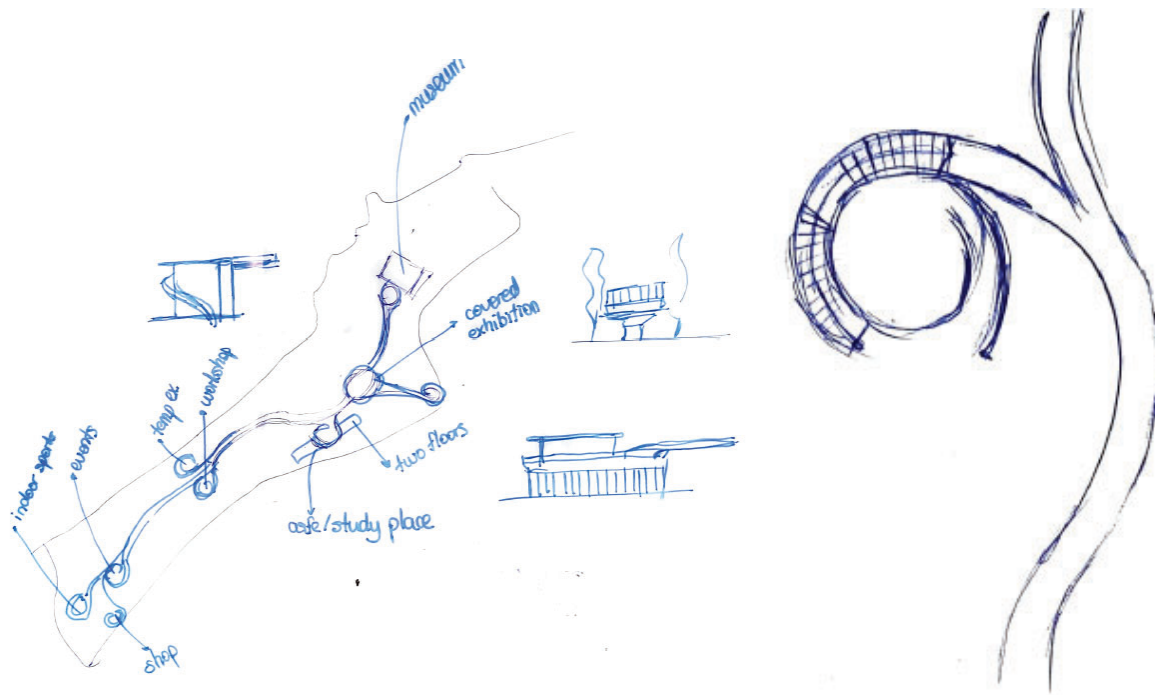 museum
covered
exhibition
workshop
temp ex.
events
indoor sports
two floors
cafe/study place
shop